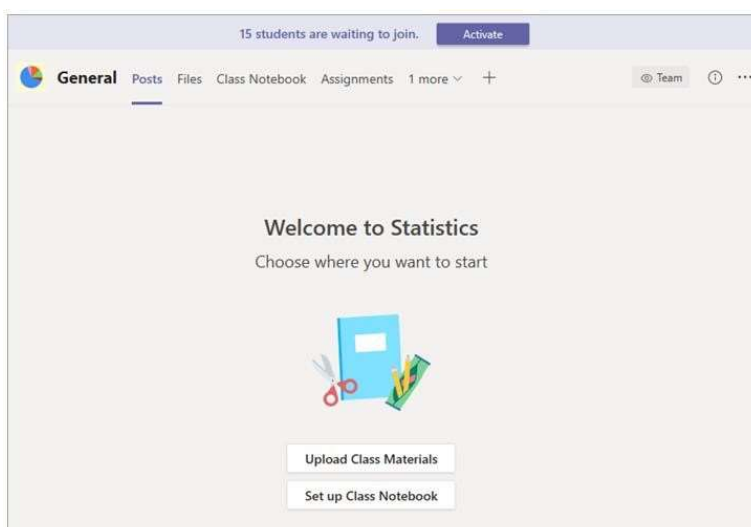 15 students are waiting to join. Activate
General Posts Files Class Notebook Assignments 1 more Team
Welcome to Statistics
Choose where you want to start
Upload Class Materials
Set up Class Notebook